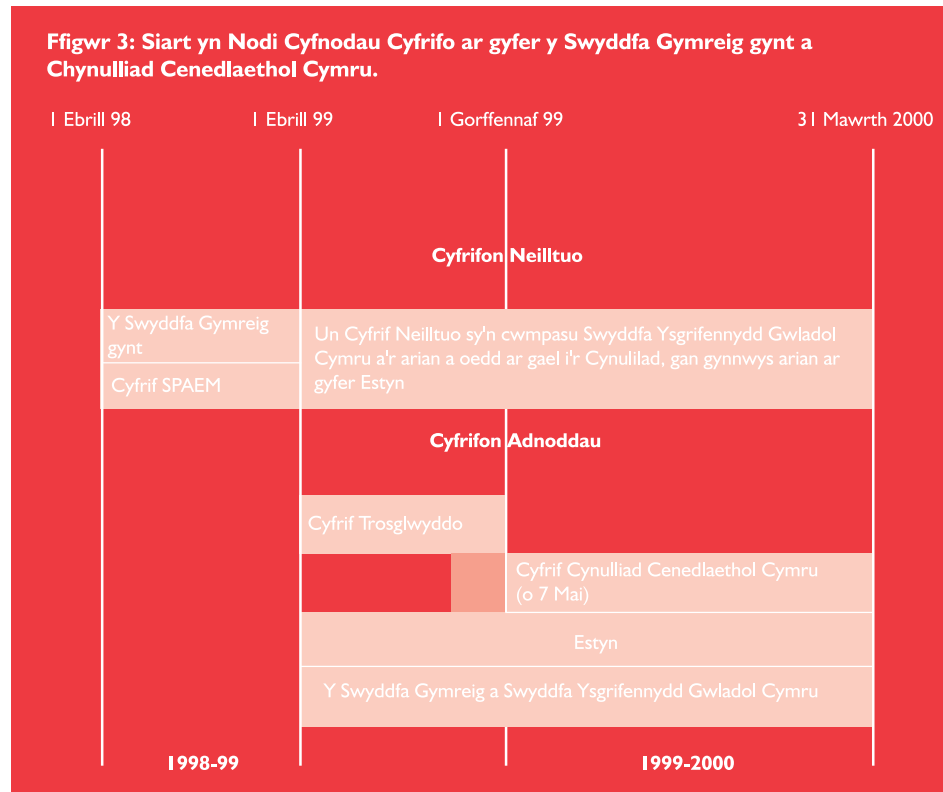 Ffigwr 3: Siart yn Nodi Cyfnodau Cyfrifo ar gyfer y Swyddfa Gymreig gynt a
Chynulliad Cenedlaethol Cymru.
1 Ebrill 98
1 Ebrill 99
1 Gorffennaf 99
31 Mawrth 2000
Cyfrifon Neilltuo
Y Swyddfa Gymreig
gynt
Cyfrif SPAEM
Un Cyfrif Neilltuo sy'n cwmpasu Swyddfa Ysgrifennydd Gwladol
Cymru a'r arian a oedd ar gael i'r Cynulilad, gan gynnwys arian ar
gyfer Estyn
Cyfrifon Adnoddau
Cyfrif Trosglwyddo
Cyfrif Cynulliad Cenedlaethol Cymru
(o 7 Mai)
Estyn
Y Swyddfa Gymreig a Swyddfa Ysgrifennydd Gwladol Cymru
1998-99
1999-2000